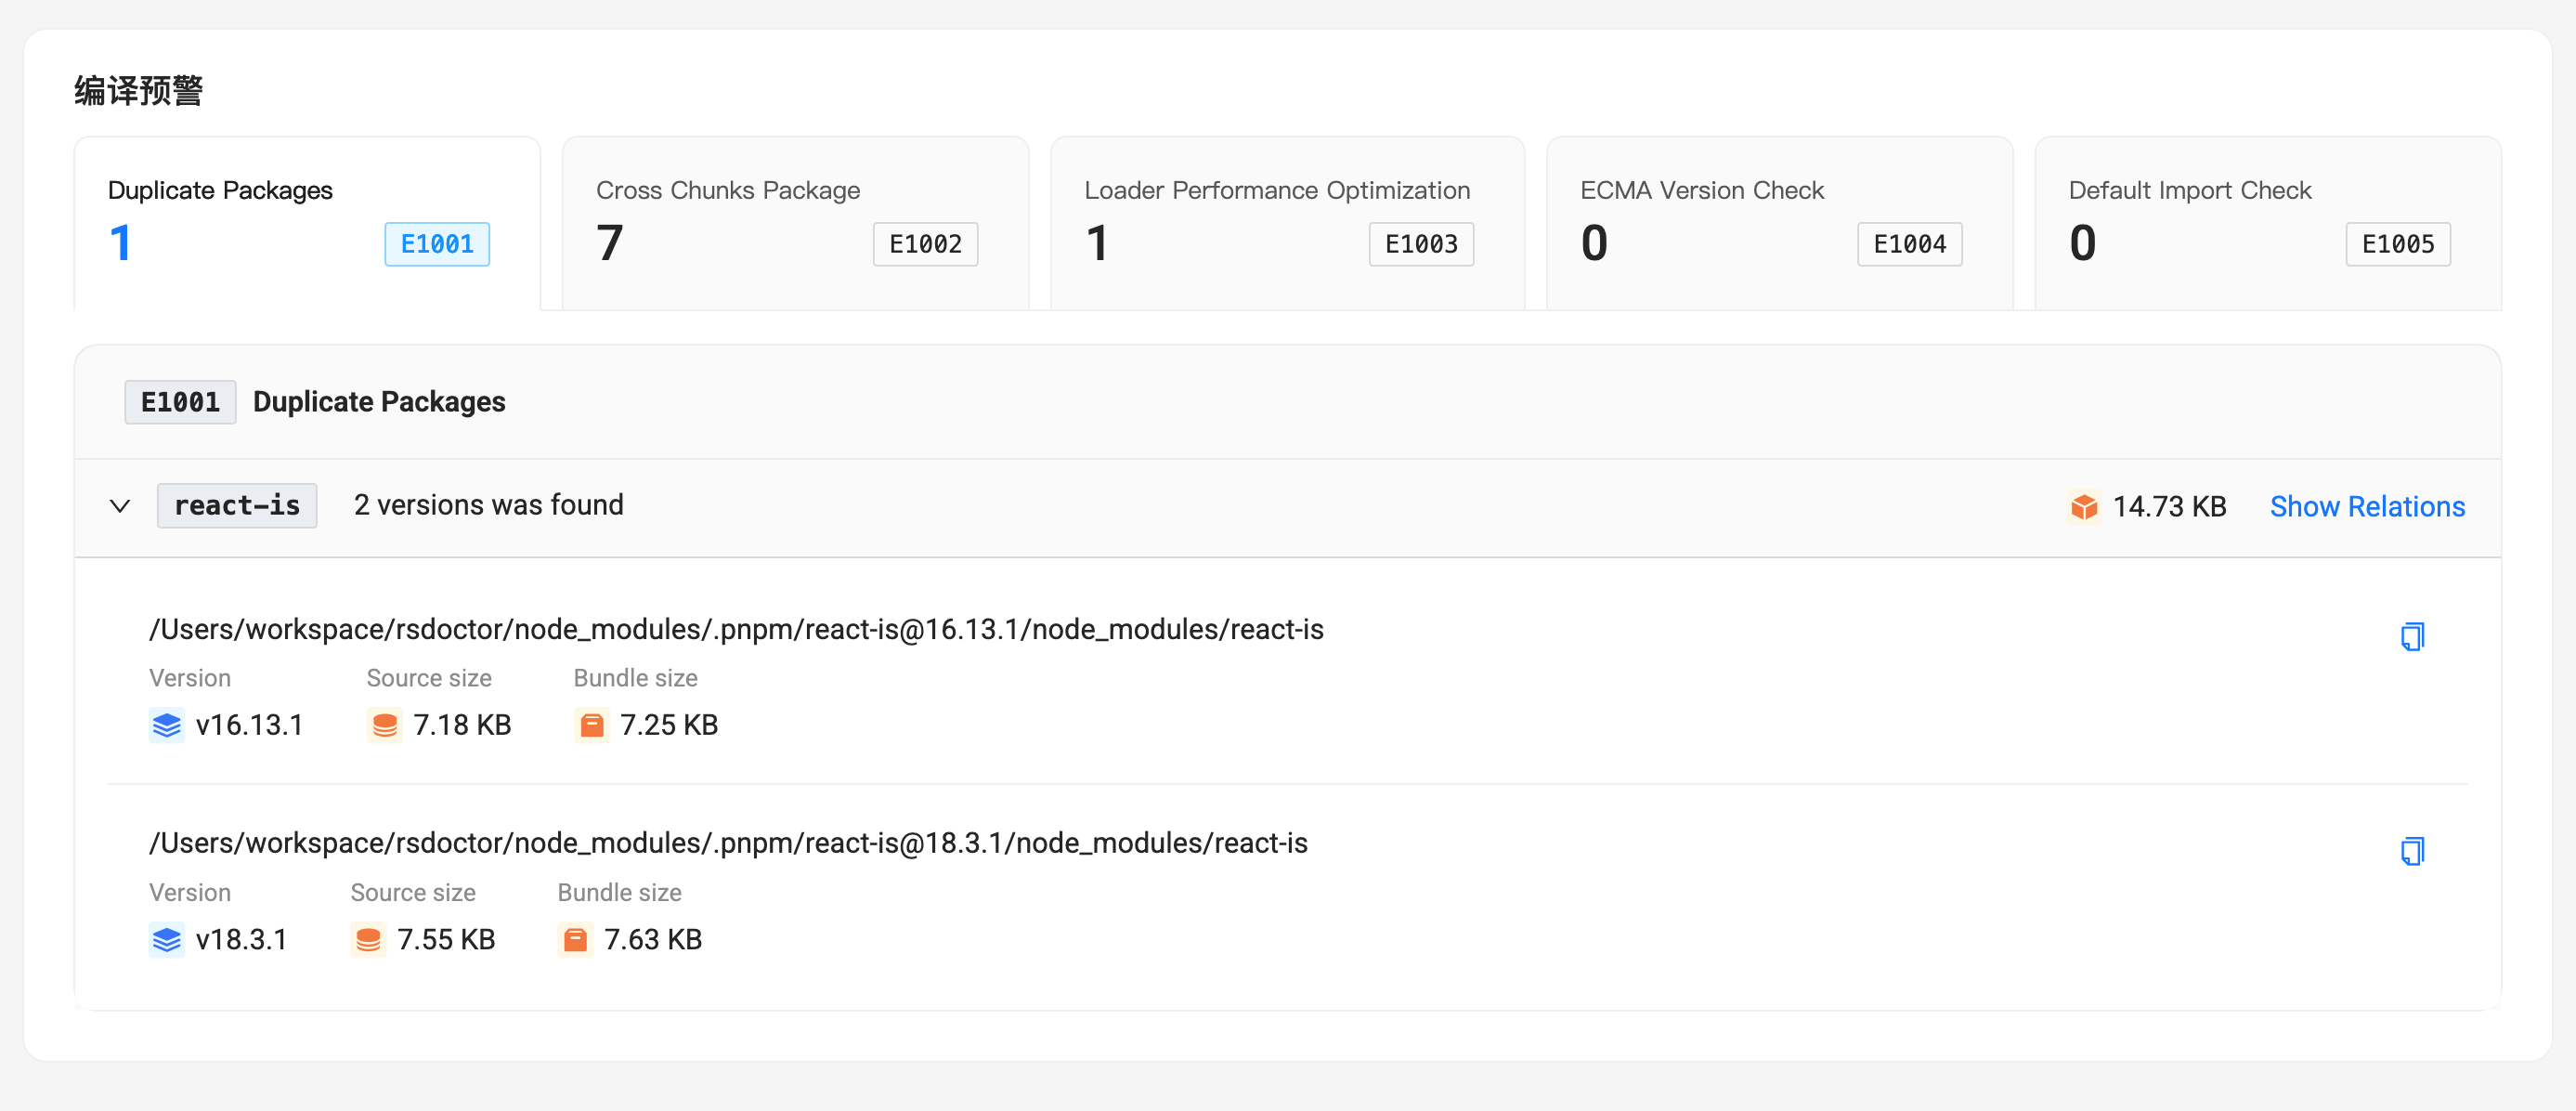 编译预警
Duplicate Packages
1 E1001
Cross Chunks Package
7 E1002
Loader Performance Optimization
1 E1003
ECMA Version Check
0 E1004
Default Import Check
0 E1005
E1001 Duplicate Packages
react-is 2 versions was found 14.73 KB Show Relations
/Users/workspace/rsdoctor/node_modules/.pnpm/react-is@16.13.1/node_modules/react-is
Version Source size Bundle size
v16.13.1 7.18 KB 7.25 KB
/Users/workspace/rsdoctor/node_modules/.pnpm/react-is@18.3.1/node_modules/react-is
Version Source size Bundle size
v18.3.1 7.55 KB 7.63 KB